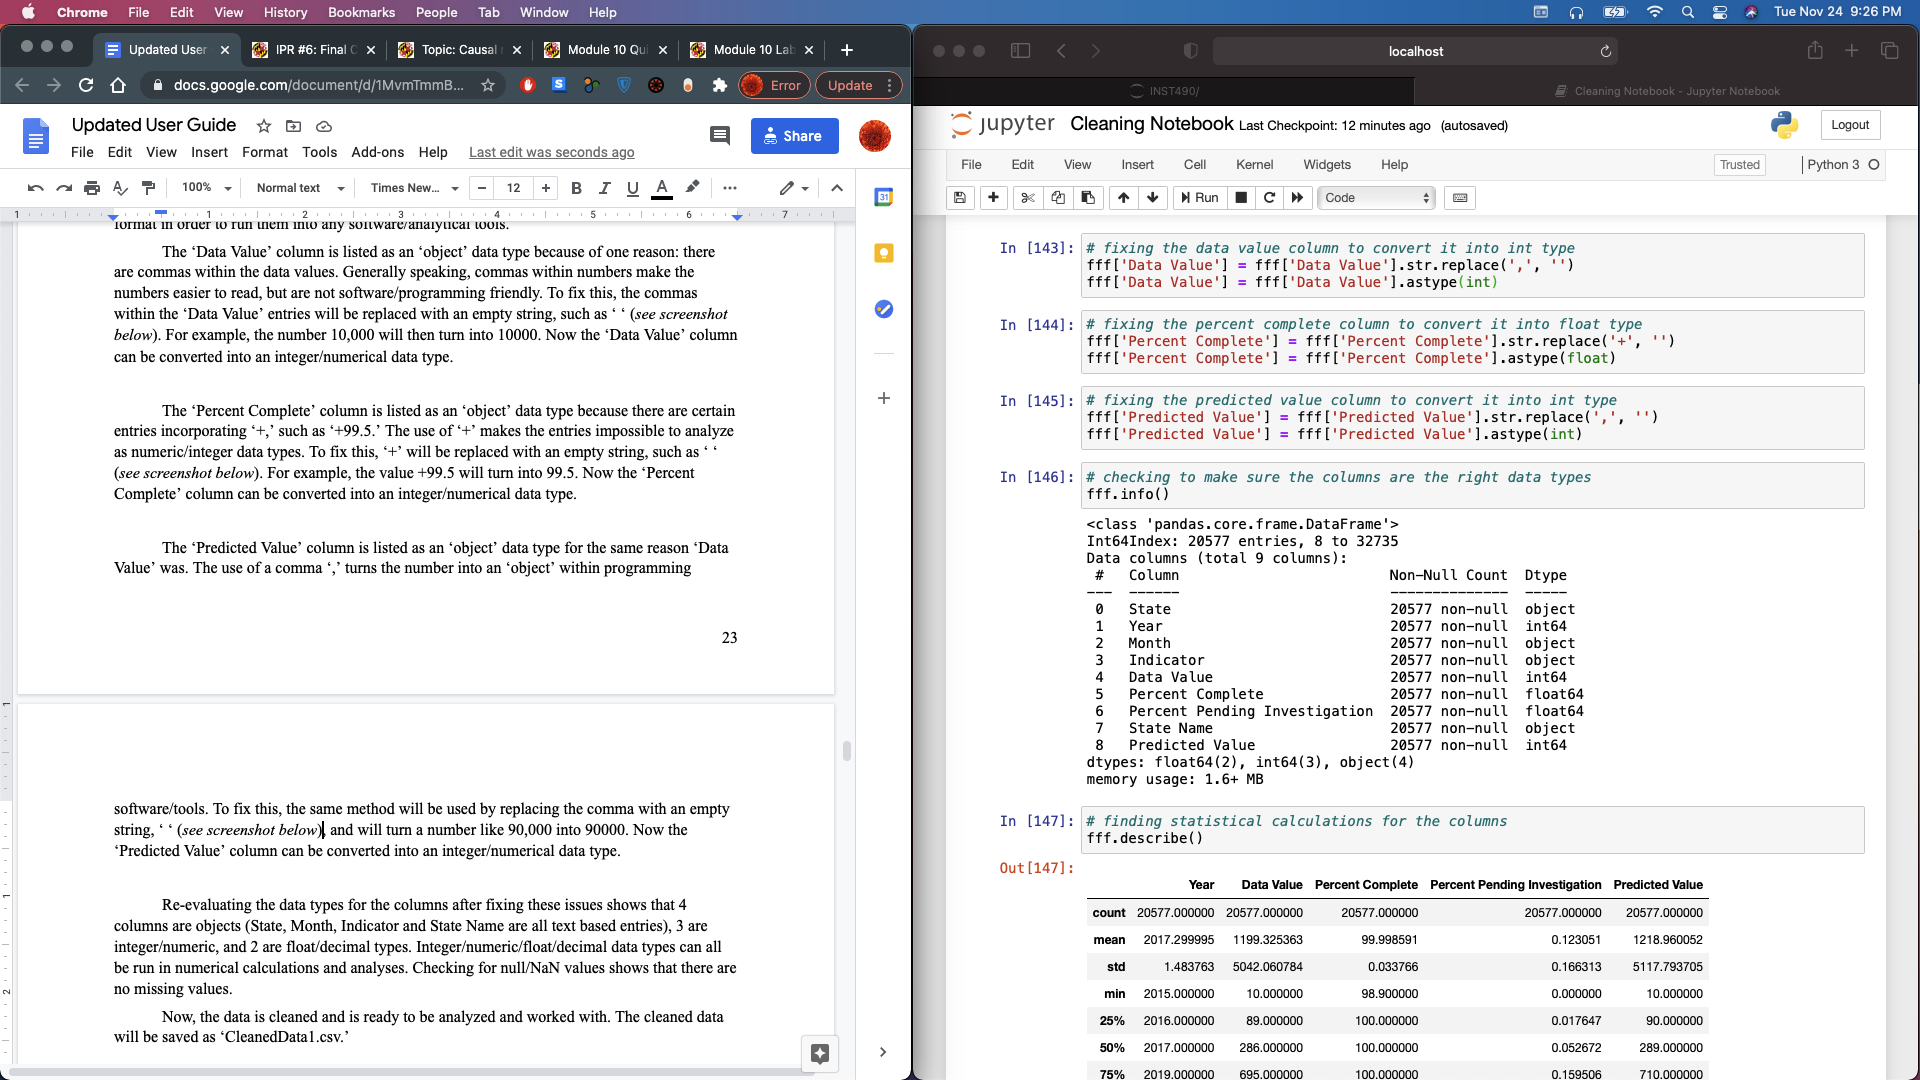 Chrome File Edit View History Bookmarks People Tab Window Help Tue Nov 24 9:26 PM
Updated User IPR #6: Final C Topic: Causal Module 10 Qui Module 10 Lab
docs.google.com/document/d/1MvmTmmB... Error Update
Updated User Guide
Share
File Edit View Insert Format Tools Add-ons Help Last edit was seconds ago
100% Normal text Times New... 12 B I U A
1 1 2 3 4 5 6 7
format in order to run them into any software/analytical tools.
The ‘Data Value’ column is listed as an ‘object’ data type because of one reason: there
are commas within the data values. Generally speaking, commas within numbers make the
numbers easier to read, but are not software/programming friendly. To fix this, the commas
within the ‘Data Value’ entries will be replaced with an empty string, such as ‘ ‘ (see screenshot
below). For example, the number 10,000 will then turn into 10000. Now the ‘Data Value’ column
can be converted into an integer/numerical data type.
The ‘Percent Complete’ column is listed as an ‘object’ data type because there are certain
entries incorporating ‘+,’ such as ‘+99.5.’ The use of ‘+’ makes the entries impossible to analyze
as numeric/integer data types. To fix this, ‘+’ will be replaced with an empty string, such as ‘ ‘
(see screenshot below). For example, the value +99.5 will turn into 99.5. Now the ‘Percent
Complete’ column can be converted into an integer/numerical data type.
The ‘Predicted Value’ column is listed as an ‘object’ data type for the same reason ‘Data
Value’ was. The use of a comma ‘,’ turns the number into an ‘object’ within programming
23
software/tools. To fix this, the same method will be used by replacing the comma with an empty
string, ‘ ‘ (see screenshot below), and will turn a number like 90,000 into 90000. Now the
‘Predicted Value’ column can be converted into an integer/numerical data type.
Re-evaluating the data types for the columns after fixing these issues shows that 4
columns are objects (State, Month, Indicator and State Name are all text based entries), 3 are
integer/numeric, and 2 are float/decimal types. Integer/numeric/float/decimal data types can all
be run in numerical calculations and analyses. Checking for null/NaN values shows that there are
no missing values.
Now, the data is cleaned and is ready to be analyzed and worked with. The cleaned data
will be saved as ‘CleanedData1.csv.’
31
localhost
INST490/ Cleaning Notebook - Jupyter Notebook
jupyter Cleaning Notebook Last Checkpoint: 12 minutes ago (autosaved) Logout
File Edit View Insert Cell Kernel Widgets Help Trusted Python 3
Run Code
In [143]: # fixing the data value column to convert it into int type
fff['Data Value'] = fff['Data Value'].str.replace(',', '')
fff['Data Value'] = fff['Data Value'].astype(int)
In [144]: # fixing the percent complete column to convert it into float type
fff['Percent Complete'] = fff['Percent Complete'].str.replace('+', '')
fff['Percent Complete'] = fff['Percent Complete'].astype(float)
In [145]: # fixing the predicted value column to convert it into int type
fff['Predicted Value'] = fff['Predicted Value'].str.replace(',', '')
fff['Predicted Value'] = fff['Predicted Value'].astype(int)
In [146]: # checking to make sure the columns are the right data types
fff.info()
<class 'pandas.core.frame.DataFrame'>
Int64Index: 20577 entries, 8 to 32735
Data columns (total 9 columns):
# Column Non-Null Count Dtype
--- ------ -------------- -----
0 State 20577 non-null object
1 Year 20577 non-null int64
2 Month 20577 non-null object
3 Indicator 20577 non-null object
4 Data Value 20577 non-null int64
5 Percent Complete 20577 non-null float64
6 Percent Pending Investigation 20577 non-null float64
7 State Name 20577 non-null object
8 Predicted Value 20577 non-null int64
dtypes: float64(2), int64(3), object(4)
memory usage: 1.6+ MB
In [147]: # finding statistical calculations for the columns
fff.describe()
Out[147]:
Year Data Value Percent Complete Percent Pending Investigation Predicted Value
count 20577.000000 20577.000000 20577.000000 20577.000000 20577.000000
mean 2017.299995 1199.325363 99.998591 0.123051 1218.960052
std 1.483763 5042.060784 0.033766 0.166313 5117.793705
min 2015.000000 10.000000 98.900000 0.000000 10.000000
25% 2016.000000 89.000000 100.000000 0.017647 90.000000
50% 2017.000000 286.000000 100.000000 0.052672 289.000000
75% 2019.000000 695.000000 100.000000 0.159506 710.000000